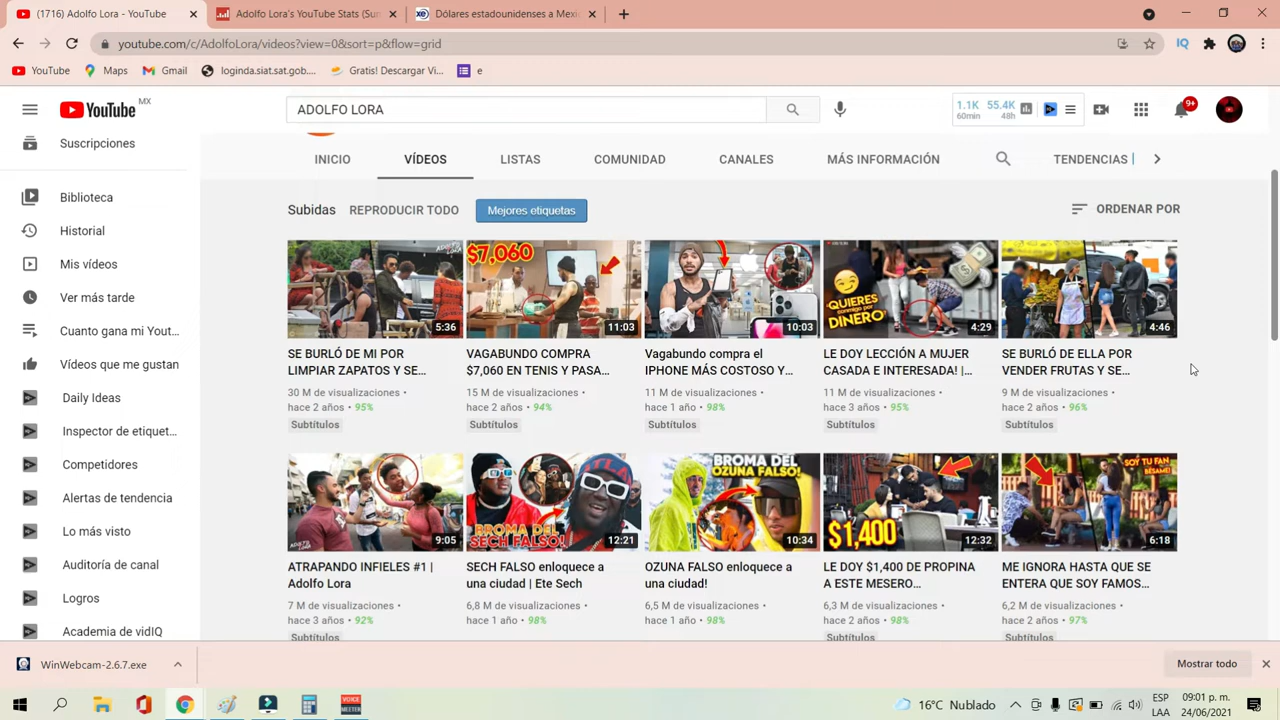 (1716) Adolfo Lora - YouTube
Adolfo Lora's YouTube Stats (Su
Dólares estadounidenses a Mexi
youtube.com/c/AdolfoLora/videos?view=0&sort=p&flow=grid
YouTube
Maps
Gmail
loginda.siat.sat.gob....
Gratis! Descargar Vi...
e
YouTube MX
ADOLFO LORA
1.1K 60min
55.4K 48h
9+
Suscripciones
Biblioteca
Historial
Mis vídeos
Ver más tarde
Cuanto gana mi Yout...
Vídeos que me gustan
Daily Ideas
Inspector de etiquet...
Competidores
Alertas de tendencia
Lo más visto
Auditoría de canal
Logros
Academia de vidIQ
INICIO
VÍDEOS
LISTAS
COMUNIDAD
CANALES
MÁS INFORMACIÓN
TENDENCIAS |
Subidas
REPRODUCIR TODO
Mejores etiquetas
ORDENAR POR
5:36
SE BURLÓ DE MI POR
LIMPIAR ZAPATOS Y SE...
30 M de visualizaciones •
hace 2 años • 95%
Subtítulos
$7,060
11:03
VAGABUNDO COMPRA
$7,060 EN TENIS Y PASA...
15 M de visualizaciones •
hace 2 años • 94%
Subtítulos
10:03
Vagabundo compra el
IPHONE MÁS COSTOSO Y...
11 M de visualizaciones •
hace 1 año • 98%
Subtítulos
QUIERES
conmigo por
DINERO
4:29
LE DOY LECCIÓN A MUJER
CASADA E INTERESADA! |...
11 M de visualizaciones •
hace 3 años • 95%
Subtítulos
4:46
SE BURLÓ DE ELLA POR
VENDER FRUTAS Y SE...
9 M de visualizaciones •
hace 2 años • 96%
Subtítulos
ADOLFO LORA
9:05
ATRAPANDO INFIELES #1 |
Adolfo Lora
7 M de visualizaciones •
hace 3 años • 92%
Subtítulos
BROMA DEL
SECH FALSO!
12:21
SECH FALSO enloquece a
una ciudad | Ete Sech
6,8 M de visualizaciones •
hace 1 año • 98%
BROMA DEL
OZUNA FALSO!
10:34
OZUNA FALSO enloquece a
una ciudad!
6,5 M de visualizaciones •
hace 1 año • 98%
$1,400
12:32
LE DOY $1,400 DE PROPINA
A ESTE MESERO...
6,3 M de visualizaciones •
hace 2 años • 98%
Subtítulos
SOY TU FAN
BÉSAME!
6:18
ME IGNORA HASTA QUE SE
ENTERA QUE SOY FAMOS...
6,2 M de visualizaciones •
hace 2 años • 97%
Subtítulos
WinWebcam-2.6.7.exe
Mostrar todo
VOICE
MEETER
16°C Nublado
ESP
LAA
09:01 p. m.
24/06/2021